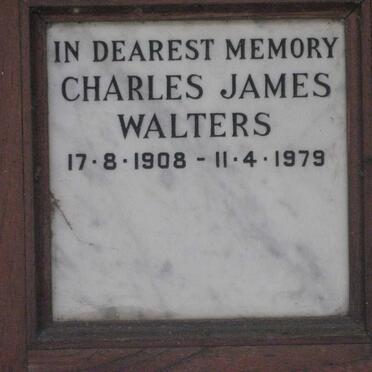 IN DEAREST MEMORY
CHARLES JAMES
WALTERS
17·8·1908 - 11·4·1979